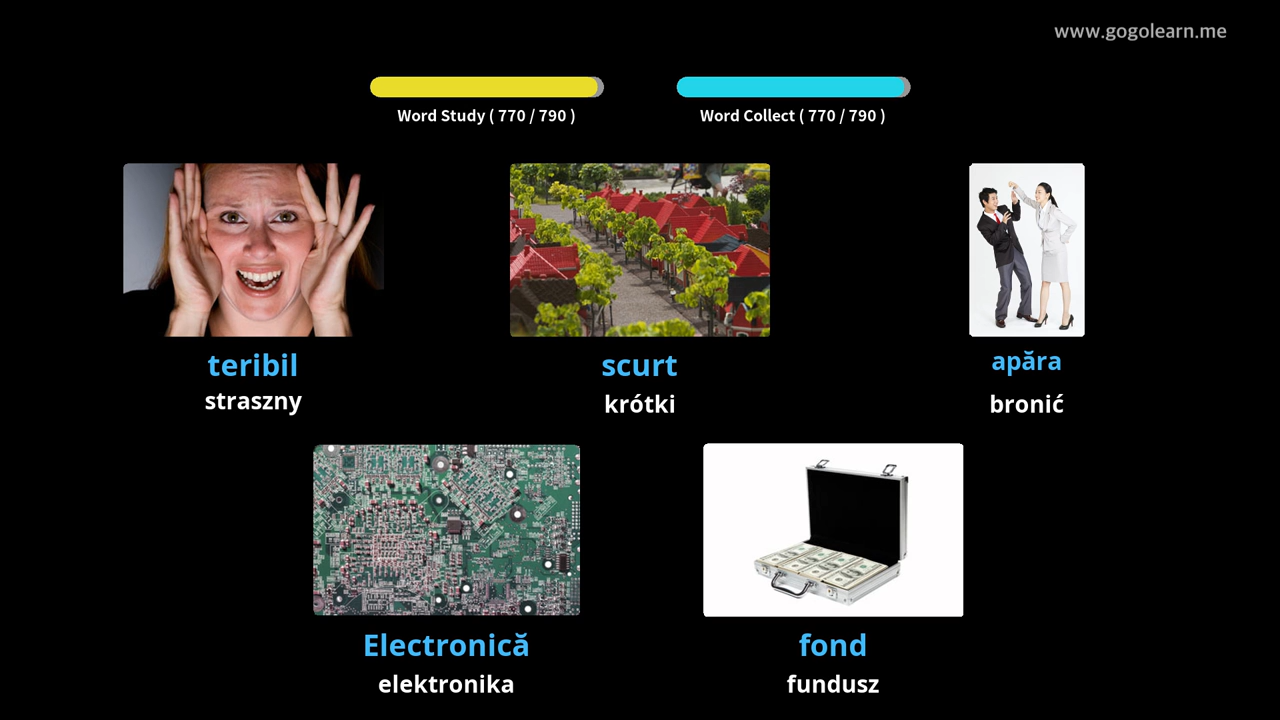 www.gogolearn.me
Word Study ( 770 / 790 )
Word Collect ( 770 / 790 )
teribil
straszny
scurt
krótki
apăra
bronić
Electronică
elektronika
fond
fundusz